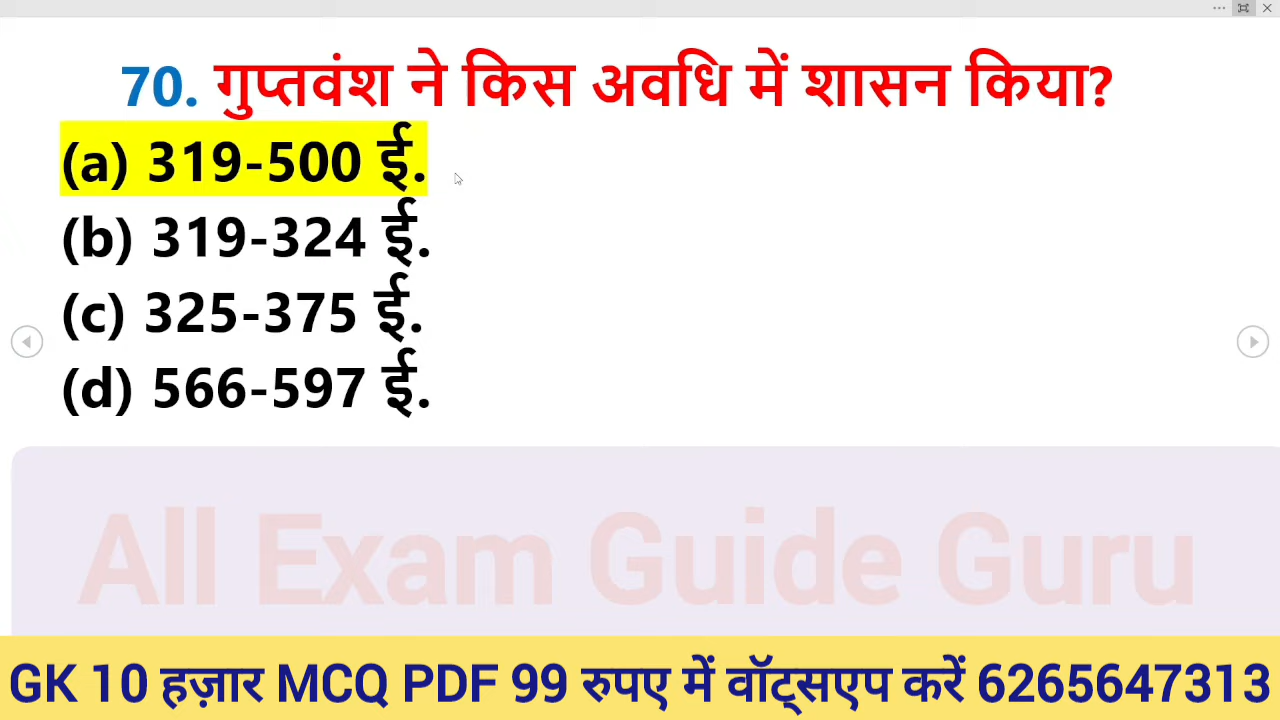 70. गुप्तवंश ने किस अवधि में शासन किया?
(a) 319-500 ई.
(b) 319-324 ई.
(c) 325-375 ई.
(d) 566-597 ई.
All Exam Guide Guru
GK 10 हज़ार MCQ PDF 99 रुपए में वॉट्सएप करें 6265647313